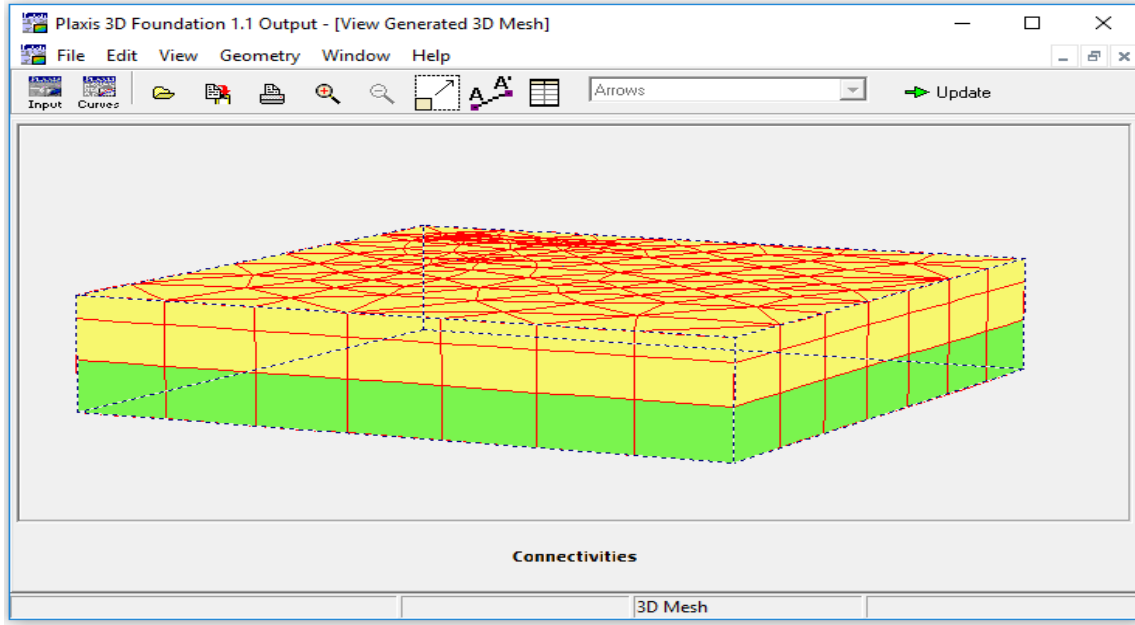 Plaxis 3D Foundation 1.1 Output - [View Generated 3D Mesh]
File Edit View Geometry Window Help
Input Curves A A Arrows Update
Connectivities
3D Mesh